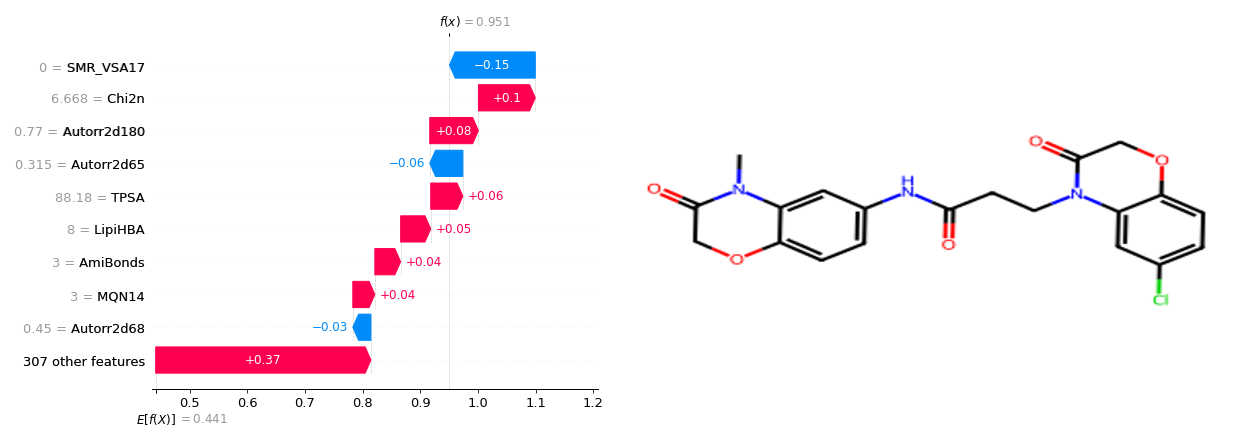 f(x) = 0.951
0 = SMR_VSA17
−0.15
6.668 = Chi2n
+0.1
0.77 = Autorr2d180
+0.08
0.315 = Autorr2d65
−0.06
88.18 = TPSA
+0.06
8 = LipiHBA
+0.05
3 = AmiBonds
+0.04
3 = MQN14
+0.04
0.45 = Autorr2d68
−0.03
307 other features
+0.37
0.5 0.6 0.7 0.8 0.9 1.0 1.1 1.2
E[f(X)] = 0.441
O
N
O
H
N
O
O
N
O
Cl